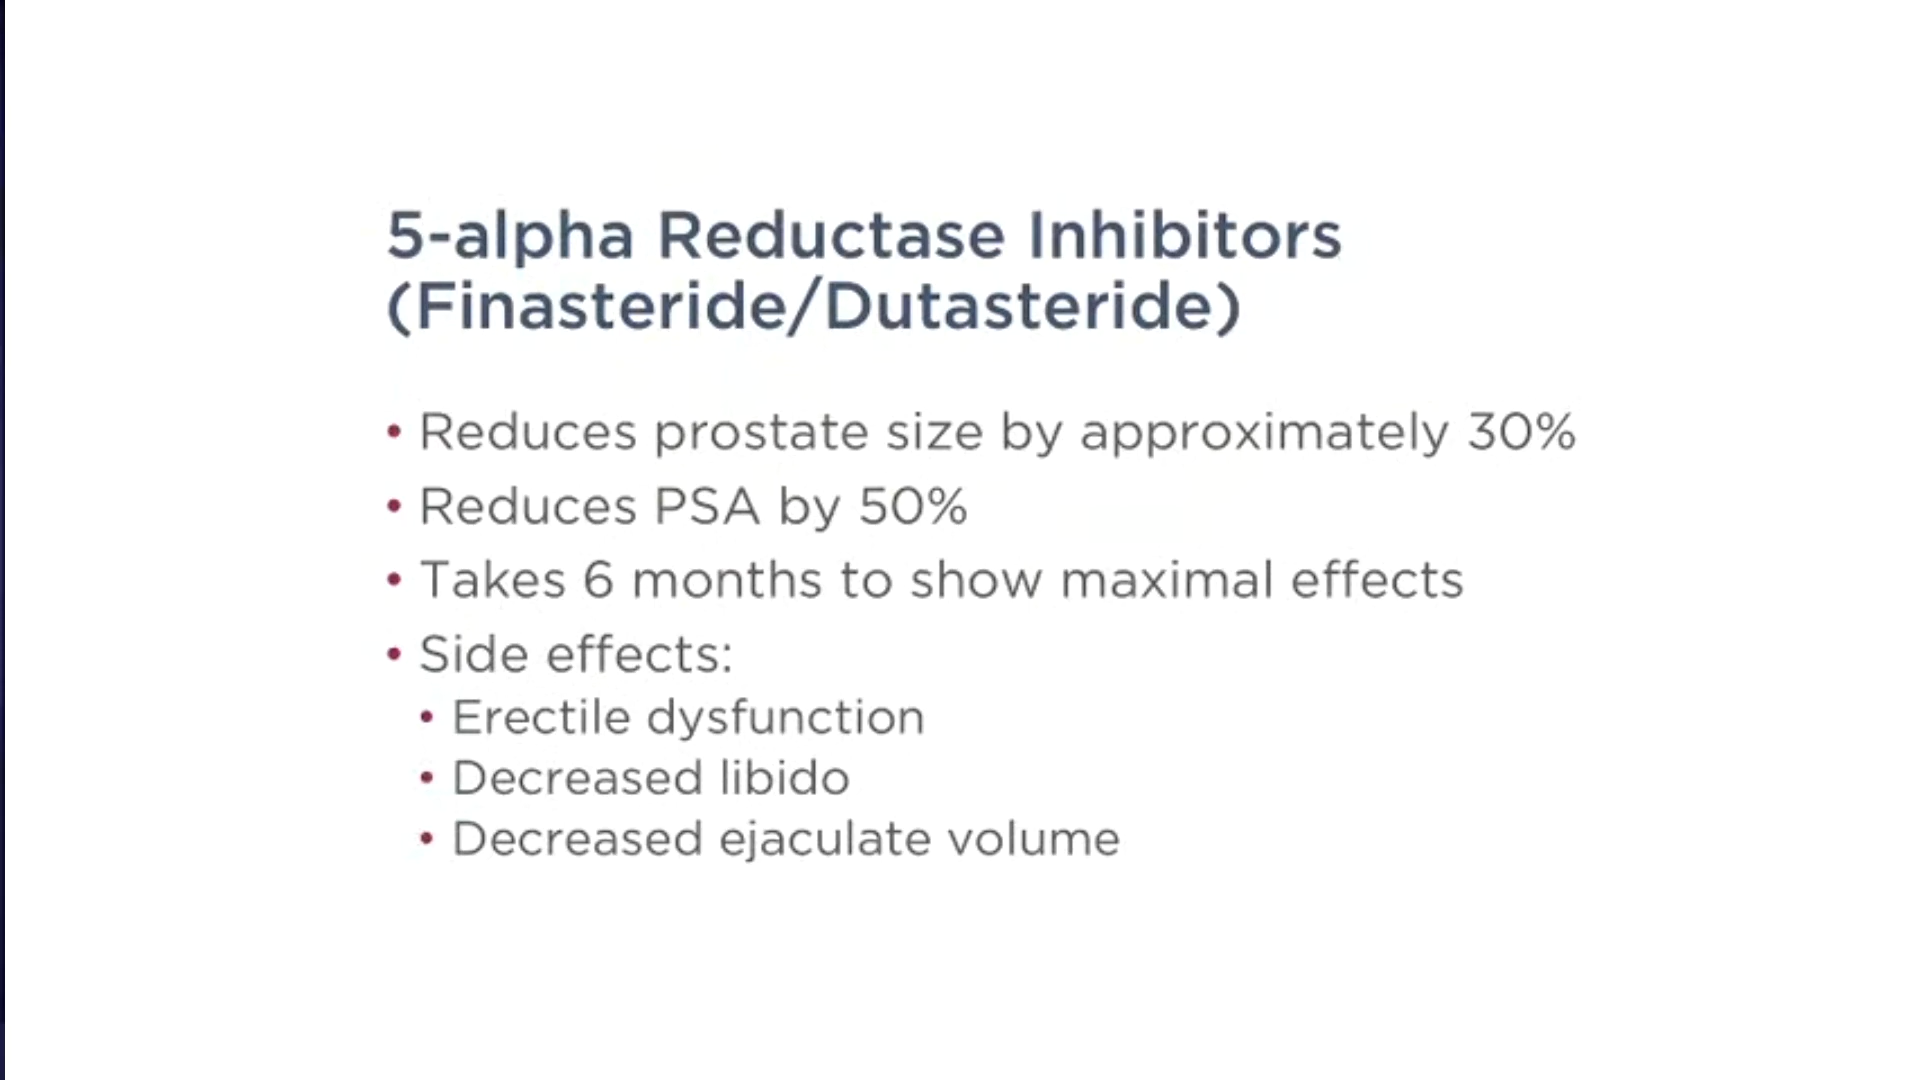 5-alpha Reductase Inhibitors
(Finasteride/Dutasteride)
• Reduces prostate size by approximately 30%
• Reduces PSA by 50%
• Takes 6 months to show maximal effects
• Side effects:
• Erectile dysfunction
• Decreased libido
• Decreased ejaculate volume